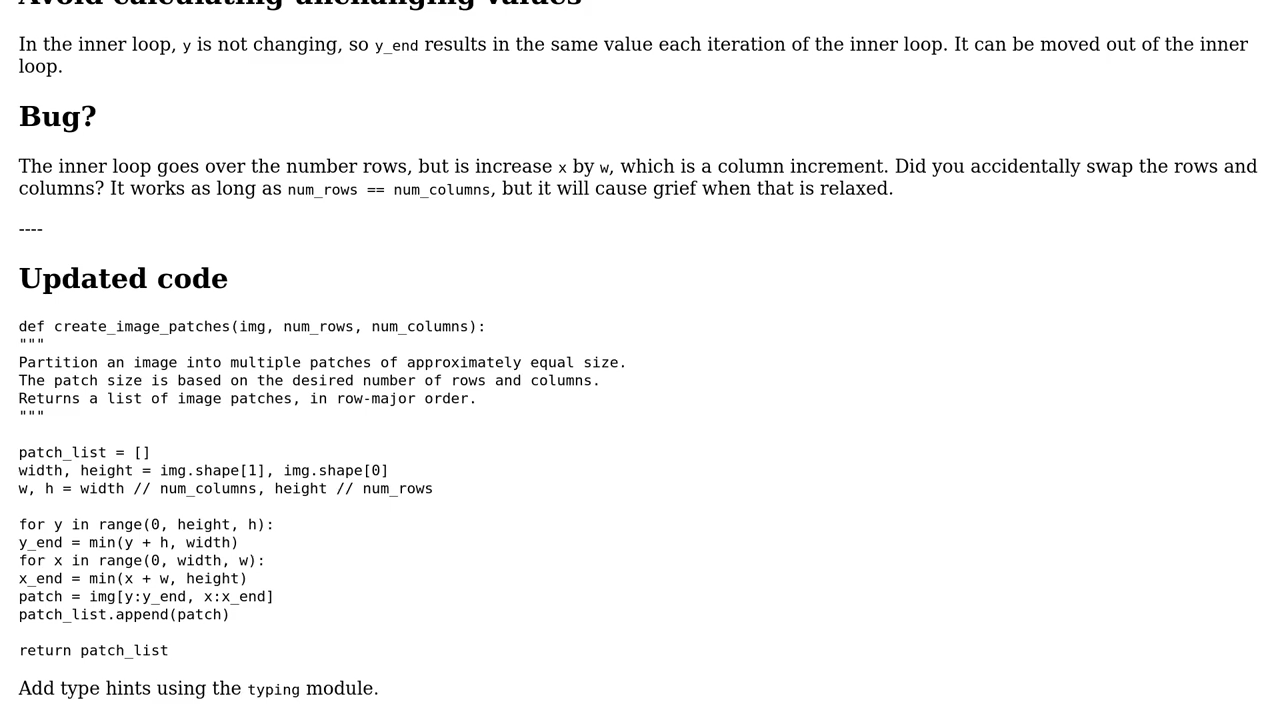 Avoid calculating unchanging values
In the inner loop, y is not changing, so y_end results in the same value each iteration of the inner loop. It can be moved out of the inner
loop.
Bug?
The inner loop goes over the number rows, but is increase x by w, which is a column increment. Did you accidentally swap the rows and
columns? It works as long as num_rows == num_columns, but it will cause grief when that is relaxed.
----
Updated code
def create_image_patches(img, num_rows, num_columns):
"""
Partition an image into multiple patches of approximately equal size.
The patch size is based on the desired number of rows and columns.
Returns a list of image patches, in row-major order.
"""
patch_list = []
width, height = img.shape[1], img.shape[0]
w, h = width // num_columns, height // num_rows
for y in range(0, height, h):
y_end = min(y + h, width)
for x in range(0, width, w):
x_end = min(x + w, height)
patch = img[y:y_end, x:x_end]
patch_list.append(patch)
return patch_list
Add type hints using the typing module.